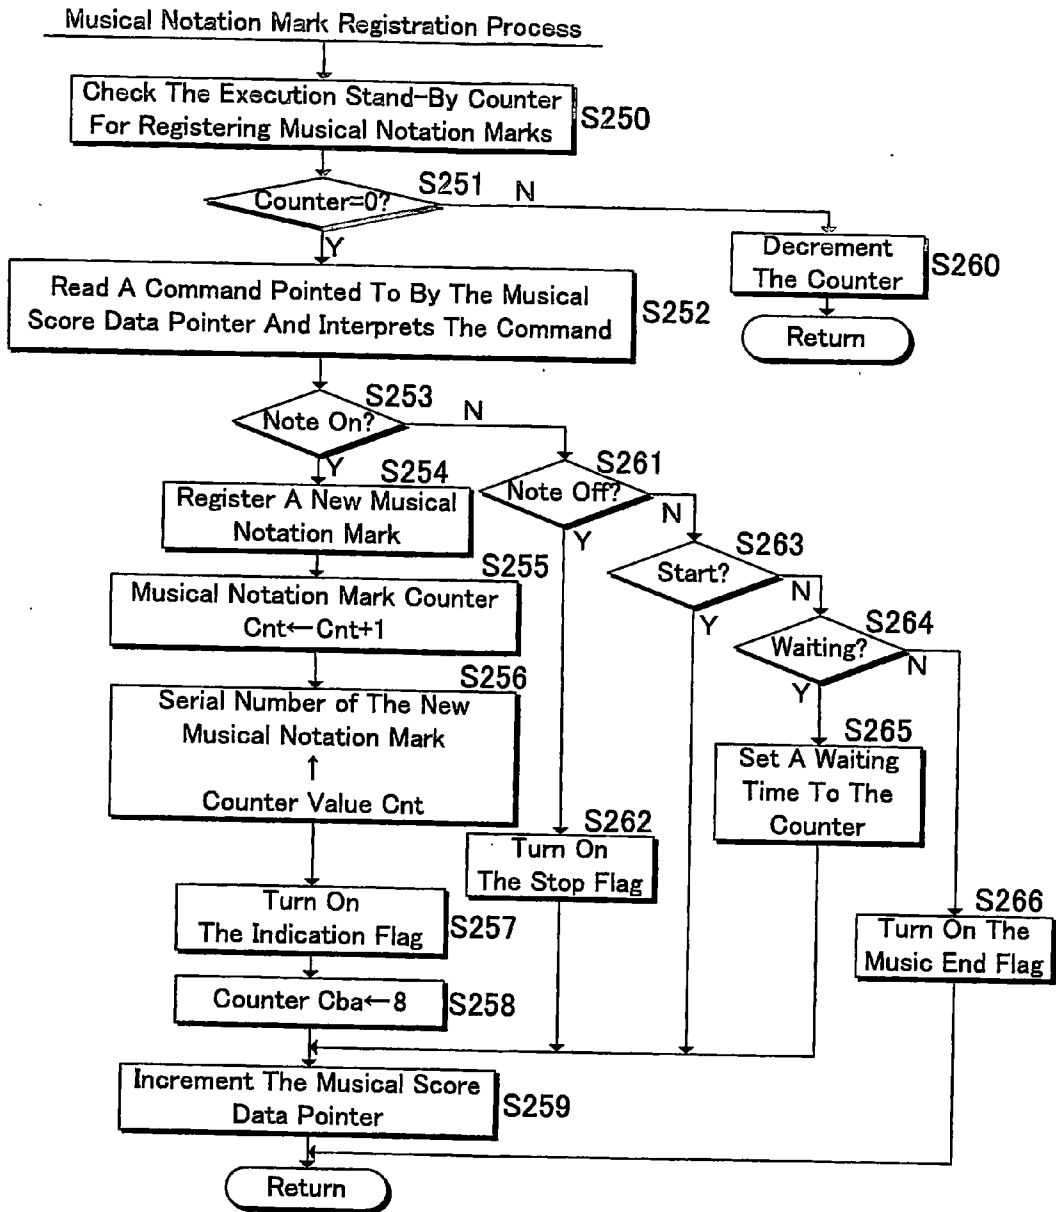 Musical Notation Mark Registration Process
Check The Execution Stand-By Counter
For Registering Musical Notation Marks
S250
S251
Counter=0?
N
Y
Decrement
The Counter
S260
Return
Read A Command Pointed To By The Musical
Score Data Pointer And Interprets The Command
S252
S253
Note On?
N
Y
S254
Register A New Musical
Notation Mark
S261
Note Off?
N
Y
S255
Musical Notation Mark Counter
Cnt←Cnt+1
S263
Start?
N
Y
S264
Waiting?
N
Y
S256
Serial Number of The New
Musical Notation Mark
↑
Counter Value Cnt
S265
Set A Waiting
Time To The
Counter
S262
Turn On
The Stop Flag
Turn On
The Indication Flag
S257
S266
Turn On The
Music End Flag
Counter Cba←8
S258
Increment The Musical Score
Data Pointer
S259
Return